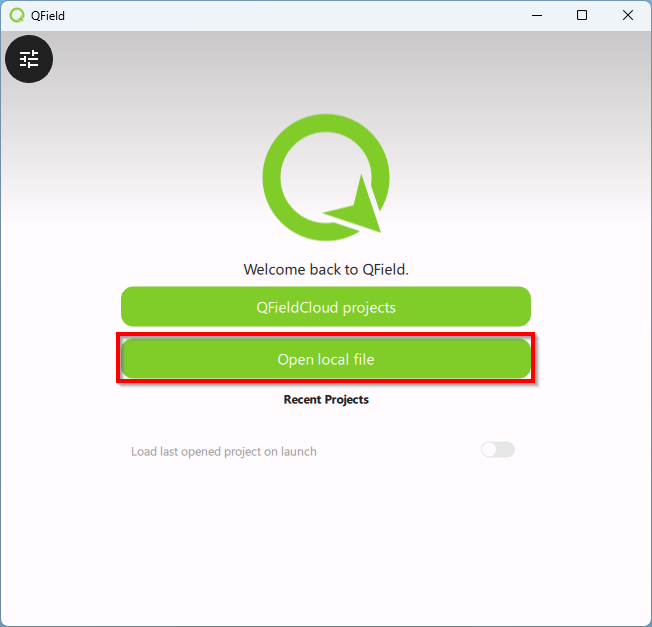 QField
Welcome back to QField.
QFieldCloud projects
Open local file
Recent Projects
Load last opened project on launch